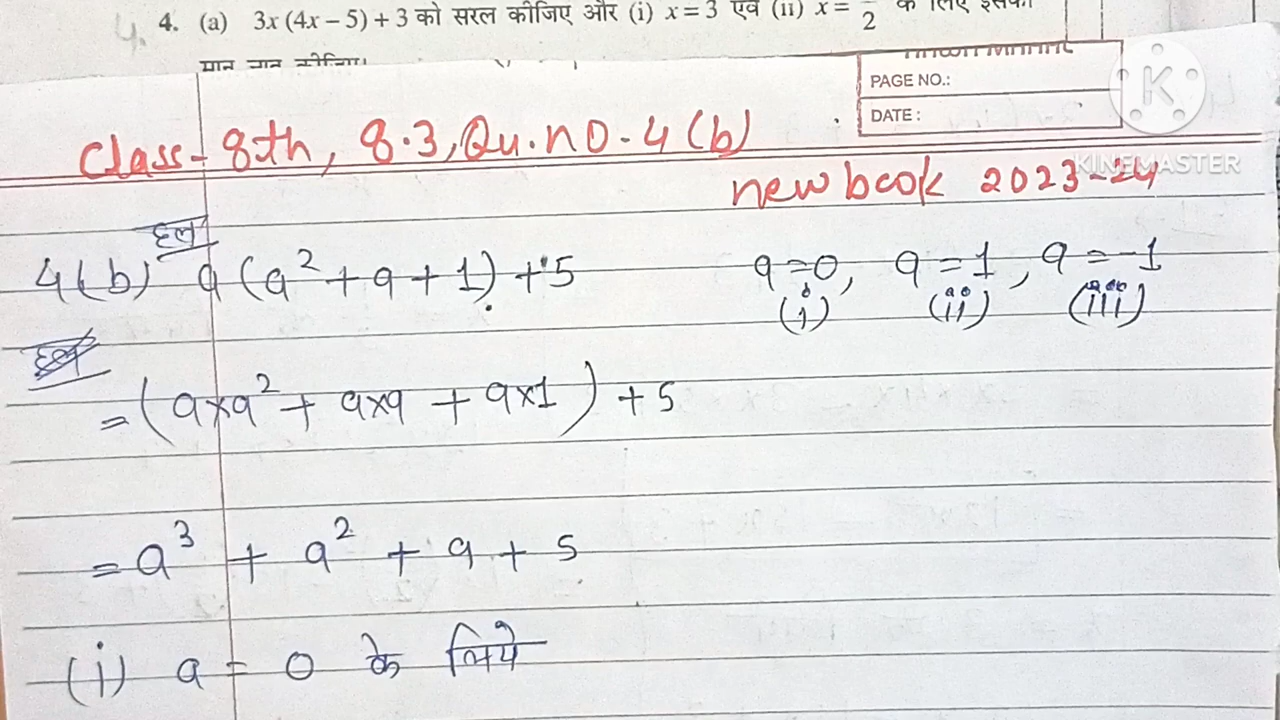 4. 4. (a) 3x (4x – 5) + 3 को सरल कीजिए और (i) x = 3 एवं (ii) x = 2 के लिए इसका
मान ज्ञात कीजिए।
PAGE NO.:
DATE :
K
KINEMASTER
Class- 8th, 8.3, Qu.no.4(b)
new book 2023-24
हल
4(b) a (a² + a + 1) + 5 a = 0, a = 1, a = -1
(i) (ii) (iii)
= (a×a² + a×a + a×1) + 5
= a³ + a² + a + 5
(i) a = 0 के लिये